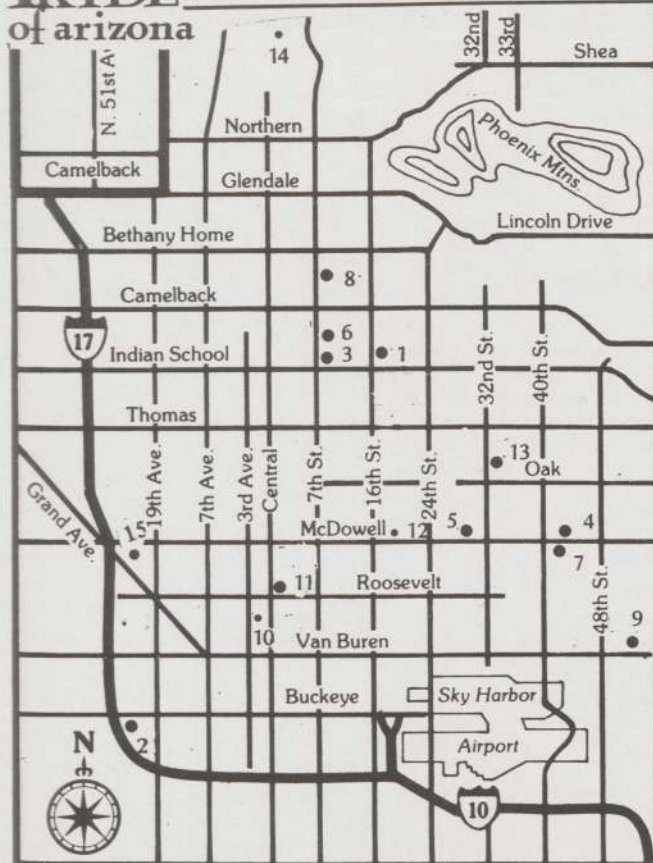 of arizona
14
32nd
33rd
Shea
N. 51st Av
Northern
Phoenix Mtns.
Camelback
Glendale
Lincoln Drive
Bethany Home
8
Camelback
17
6
3
1
Indian School
32nd St.
40th St.
Thomas
13
Oak
Grand Ave.
19th Ave.
7th Ave.
3rd Ave.
Central
7th St.
16th St.
24th St.
15
McDowell
12
5
4
7
48th St.
11
Roosevelt
10
9
Van Buren
Buckeye
Sky Harbor
Airport
2
N
10